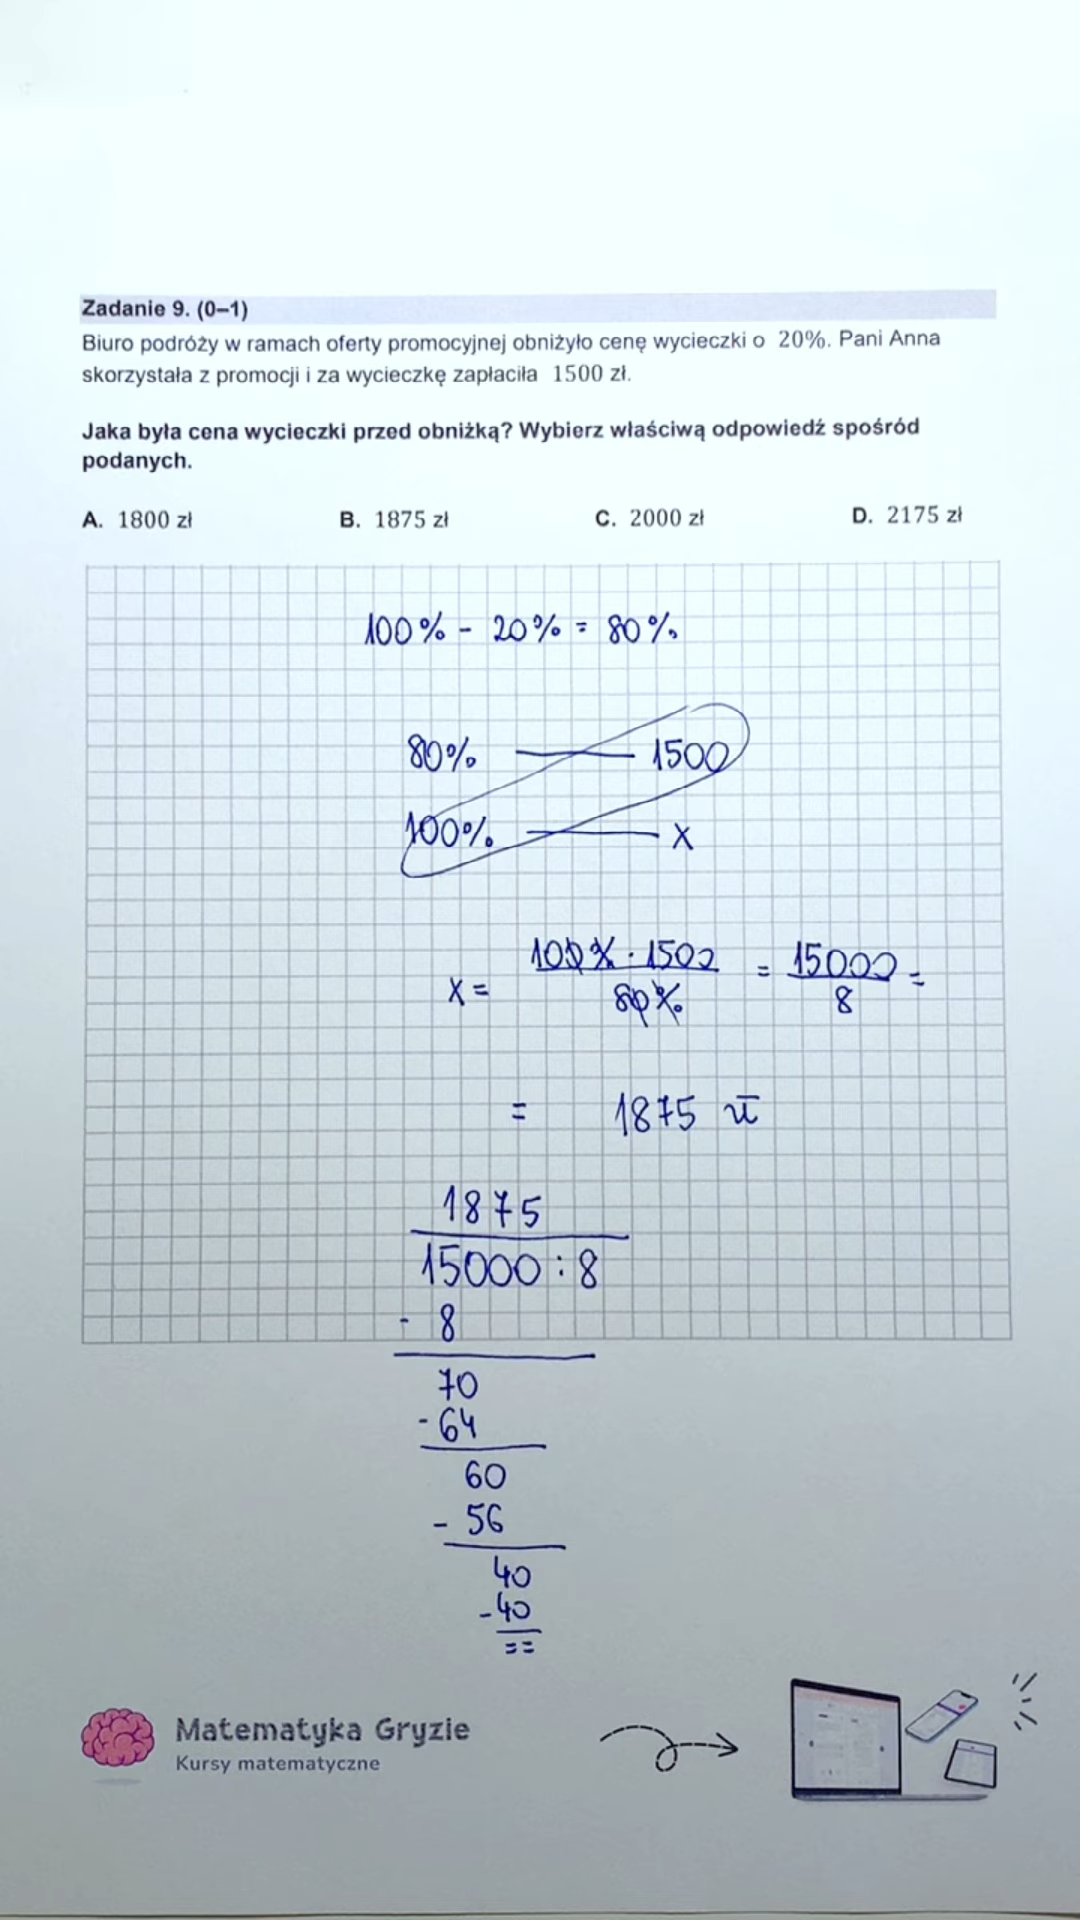 Zadanie 9. (0–1)
Biuro podróży w ramach oferty promocyjnej obniżyło cenę wycieczki o 20%. Pani Anna
skorzystała z promocji i za wycieczkę zapłaciła 1500 zł.
Jaka była cena wycieczki przed obniżką? Wybierz właściwą odpowiedź spośród
podanych.
A. 1800 zł B. 1875 zł C. 2000 zł D. 2175 zł
100% - 20% = 80%
80% — 1500
100% — x
x = 100% · 1500 / 80% = 15000 / 8 =
= 1875 zł
1875
15000 : 8
- 8
70
- 64
60
- 56
40
- 40
= =
Matematyka Gryzie
Kursy matematyczne